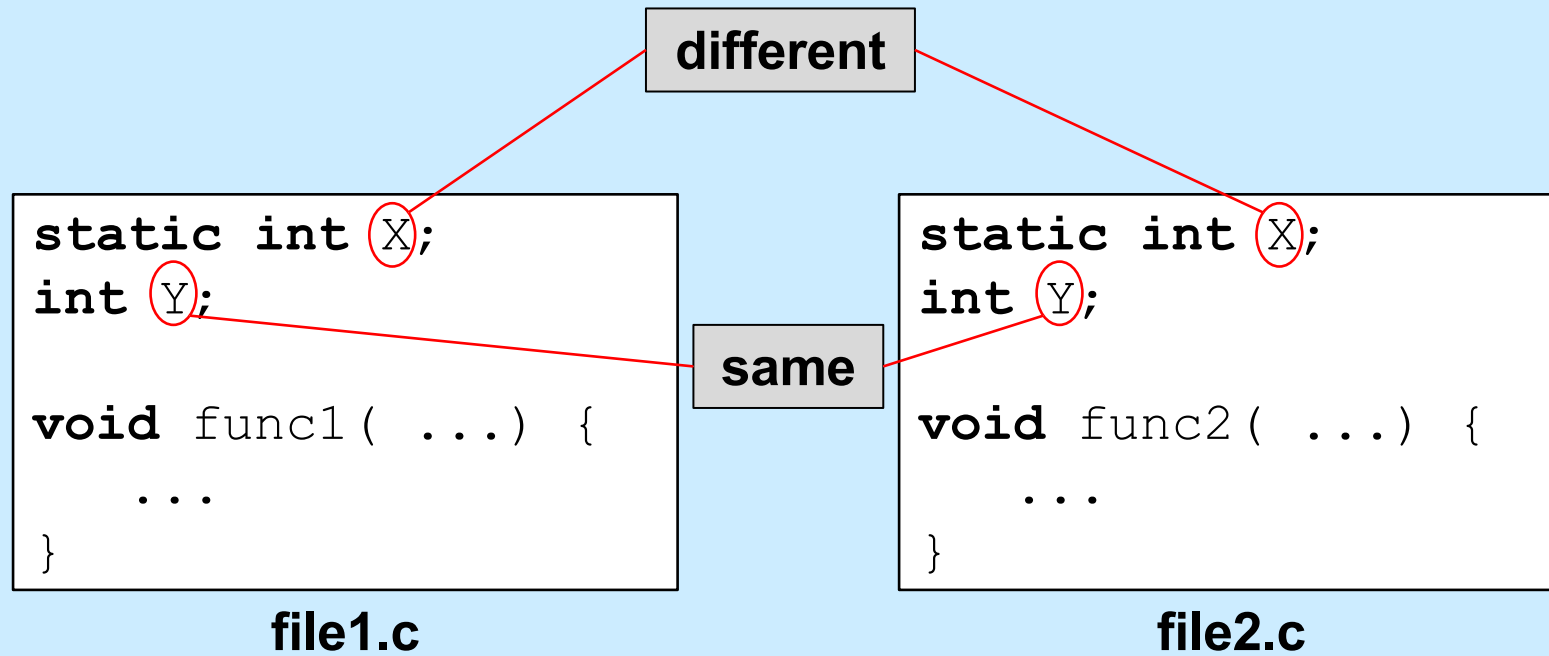 different
static int X;
int Y;

void func1( ...) {
   ...
}
file1.c
same
static int X;
int Y;

void func2( ...) {
   ...
}
file2.c